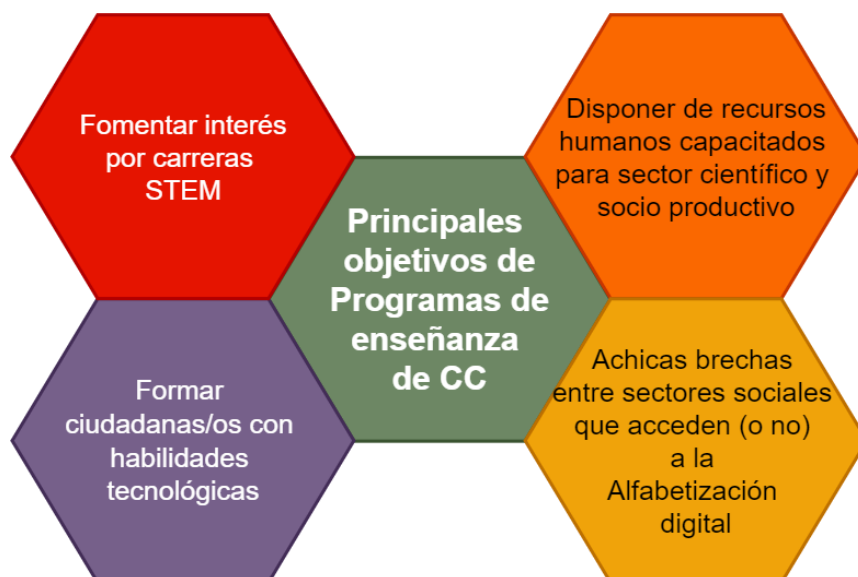 Fomentar interés
por carreras
STEM
Disponer de recursos
humanos capacitados
para sector científico y
socio productivo
Principales
objetivos de
Programas de
enseñanza
de CC
Formar
ciudadanas/os con
habilidades
tecnológicas
Achicas brechas
entre sectores sociales
que acceden (o no)
a la
Alfabetización
digital